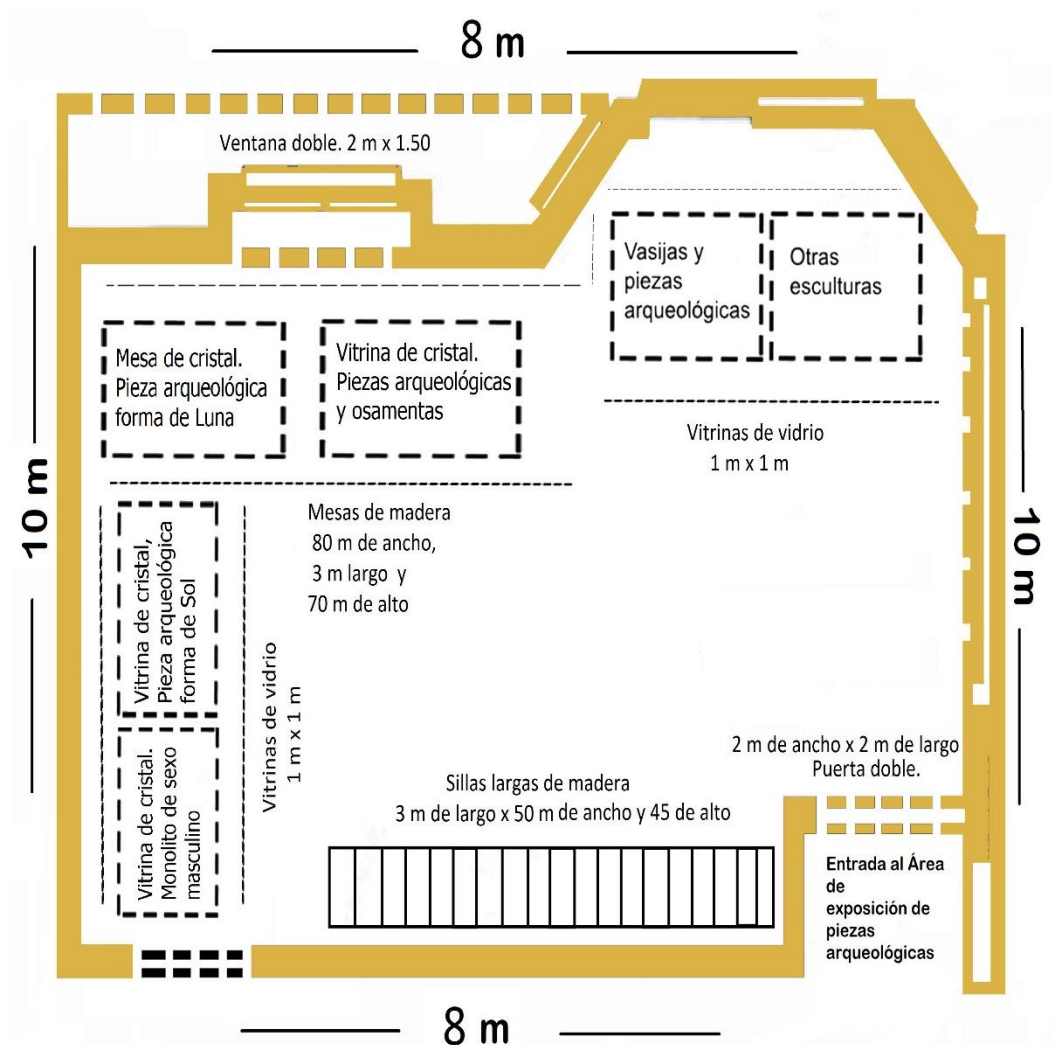 8 m
Ventana doble. 2 m x 1.50
Vasijas y
piezas
arqueológicas
Otras
esculturas
Mesa de cristal.
Pieza arqueológica
forma de Luna
Vitrina de cristal.
Piezas arqueológicas
y osamentas
Vitrinas de vidrio
1 m x 1 m
10 m
10 m
Mesas de madera
80 m de ancho,
3 m largo y
70 m de alto
Vitrina de cristal,
Pieza arqueológica
forma de Sol
Vitrinas de vidrio
1 m x 1 m
Vitrina de cristal.
Monolito de sexo
masculino
2 m de ancho x 2 m de largo
Puerta doble.
Sillas largas de madera
3 m de largo x 50 m de ancho y 45 de alto
Entrada al Área
de
exposición de
piezas
arqueológicas
8 m